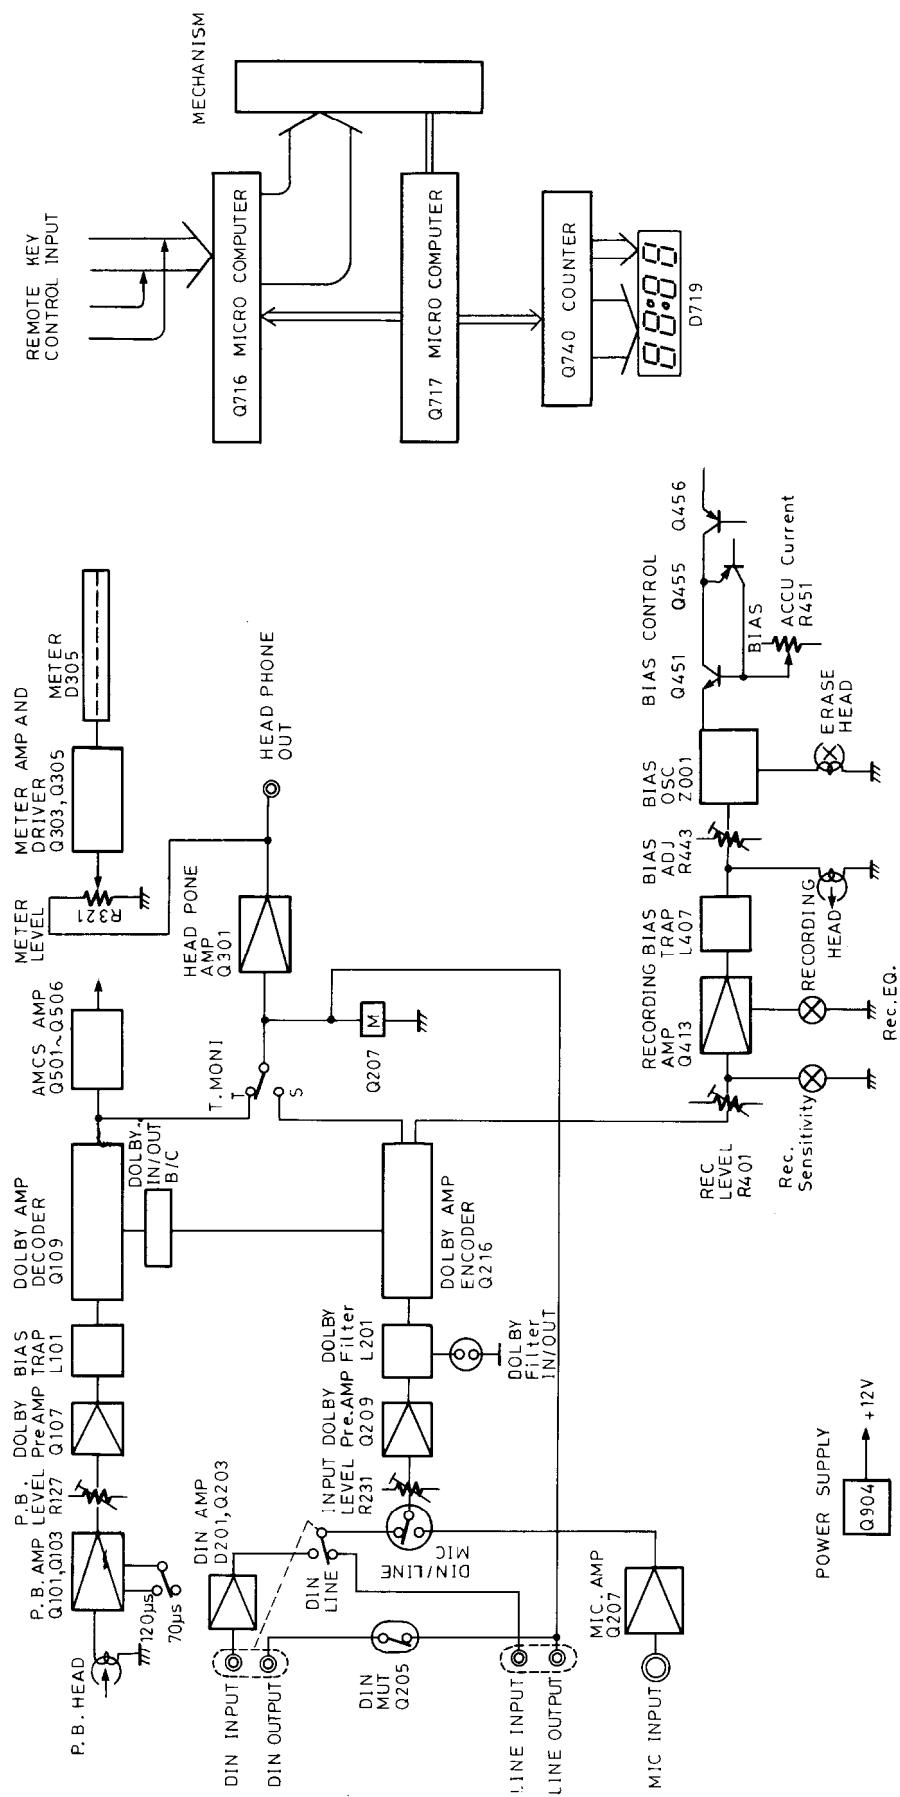 P.B. HEAD
P.B. AMP
Q101,Q103
120µs
70µs
P.B.
LEVEL
R127
DOLBY
Pre AMP
Q107
BIAS
TRAP
L101
DOLBY AMP
DECODER
Q109
DOLBY
IN/OUT
B/C
AMCS AMP
Q501~Q506
METER
LEVEL
R321
METER AMP AND
DRIVER
Q303,Q305
METER
D305
T. MONI
T
S
HEAD PONE
AMP
Q301
HEAD PHONE
OUT
Q207
M
DIN INPUT
DIN OUTPUT
DIN AMP
D201,Q203
DIN
LINE
DIN
MUT
Q205
DIN/LINE
MIC
INPUT
LEVEL
R231
DOLBY
Pre.AMP
Q209
DOLBY
Filter
L201
DOLBY
Filter
IN/OUT
DOLBY AMP
ENCODER
Q216
LINE INPUT
LINE OUTPUT
MIC INPUT
MIC. AMP
Q207
REC
LEVEL
R401
Rec.
Sensitivity
RECORDING
AMP
Q413
Rec.EQ.
BIAS
TRAP
L407
RECORDING
HEAD
BIAS
ADJ
R443
BIAS
OSC
Z001
ERASE
HEAD
BIAS CONTROL
Q451
Q455
Q456
BIAS
ACCU Current
R451
POWER SUPPLY
Q904
+12V
REMOTE KEY
CONTROL INPUT
MECHANISM
Q716 MICRO COMPUTER
Q717 MICRO COMPUTER
Q740 COUNTER
88:88
D719